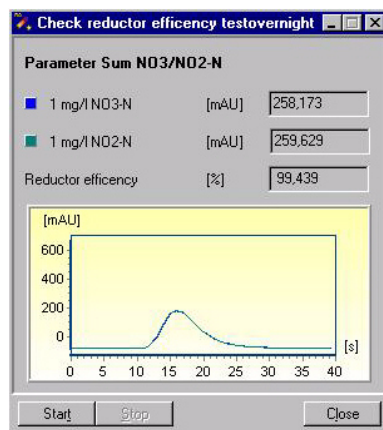 Check reductor efficency testovernight
Parameter Sum NO3/NO2-N
1 mg/l NO3-N [mAU] 258,173
1 mg/l NO2-N [mAU] 259,629
Reductor efficency [%] 99,439
[mAU]
600
400
200
0
[s]
0 5 10 15 20 25 30 35 40
Start Stop Close